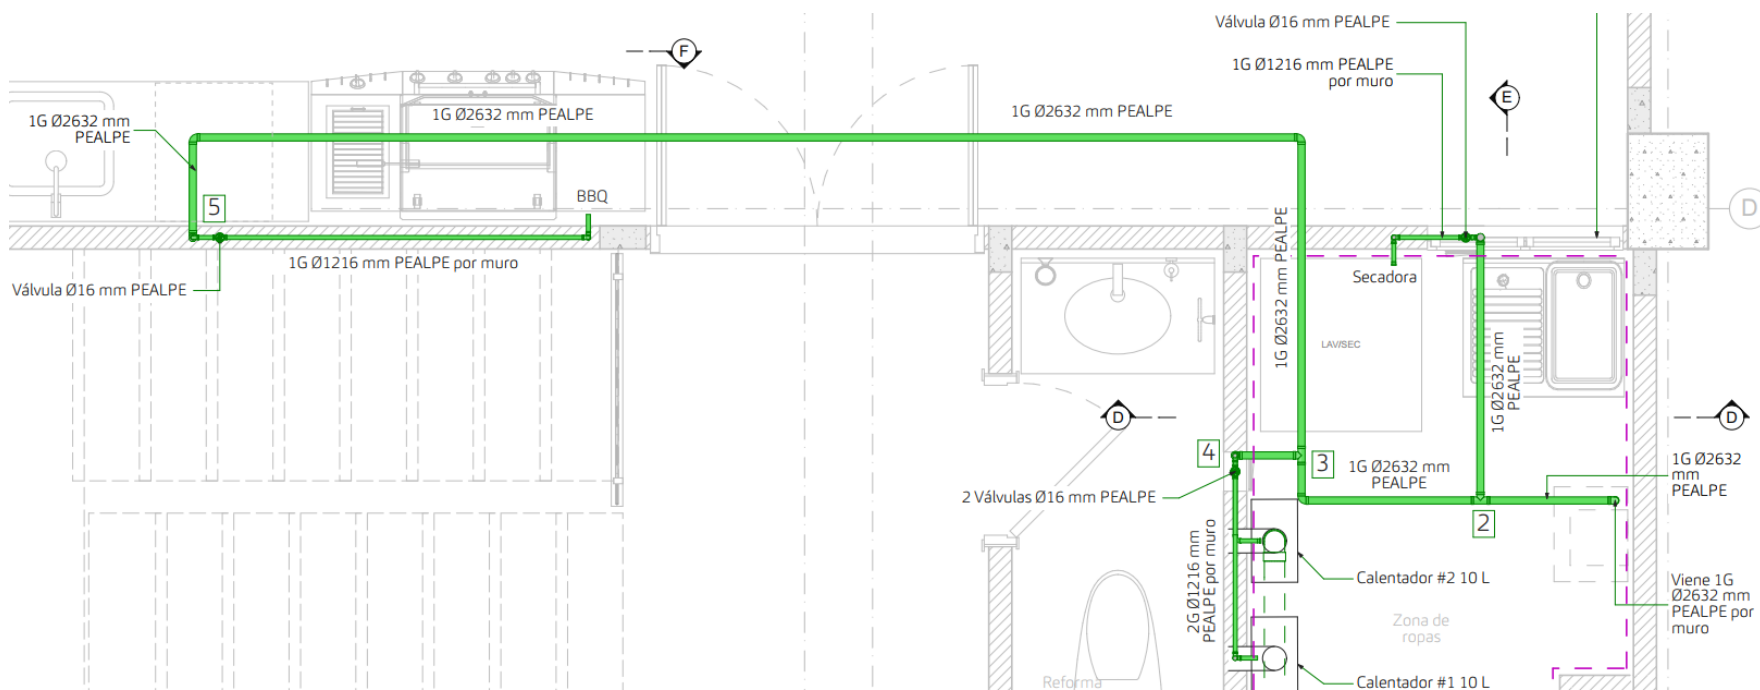 Válvula Ø16 mm PEALPE
F
1G Ø1216 mm PEALPE
por muro
E
1G Ø2632 mm
PEALPE
1G Ø2632 mm PEALPE
1G Ø2632 mm PEALPE
BBQ
5
D
1G Ø2632 mm PEALPE
1G Ø1216 mm PEALPE por muro
Válvula Ø16 mm PEALPE
Secadora
LAV/SEC
1G Ø2632 mm
PEALPE
D
D
4
3
1G Ø2632 mm
PEALPE
1G Ø2632
mm
PEALPE
2 Válvulas Ø16 mm PEALPE
2
2G Ø1216 mm
PEALPE por muro
Calentador #2 10 L
Viene 1G
Ø2632 mm
PEALPE por
muro
Zona de
ropas
Reforma
Calentador #1 10 L